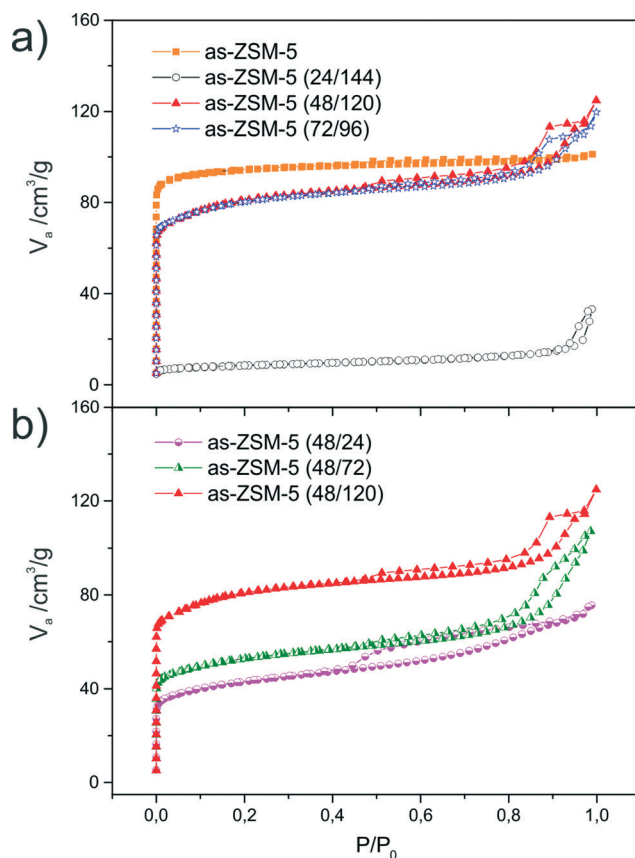 a)
160
as-ZSM-5
as-ZSM-5 (24/144)
120
as-ZSM-5 (48/120)
as-ZSM-5 (72/96)
80
40
0
Vₐ /cm³/g
b)
160
as-ZSM-5 (48/24)
as-ZSM-5 (48/72)
120
as-ZSM-5 (48/120)
80
40
0
Vₐ /cm³/g
0,0 0,2 0,4 0,6 0,8 1,0
P/P₀